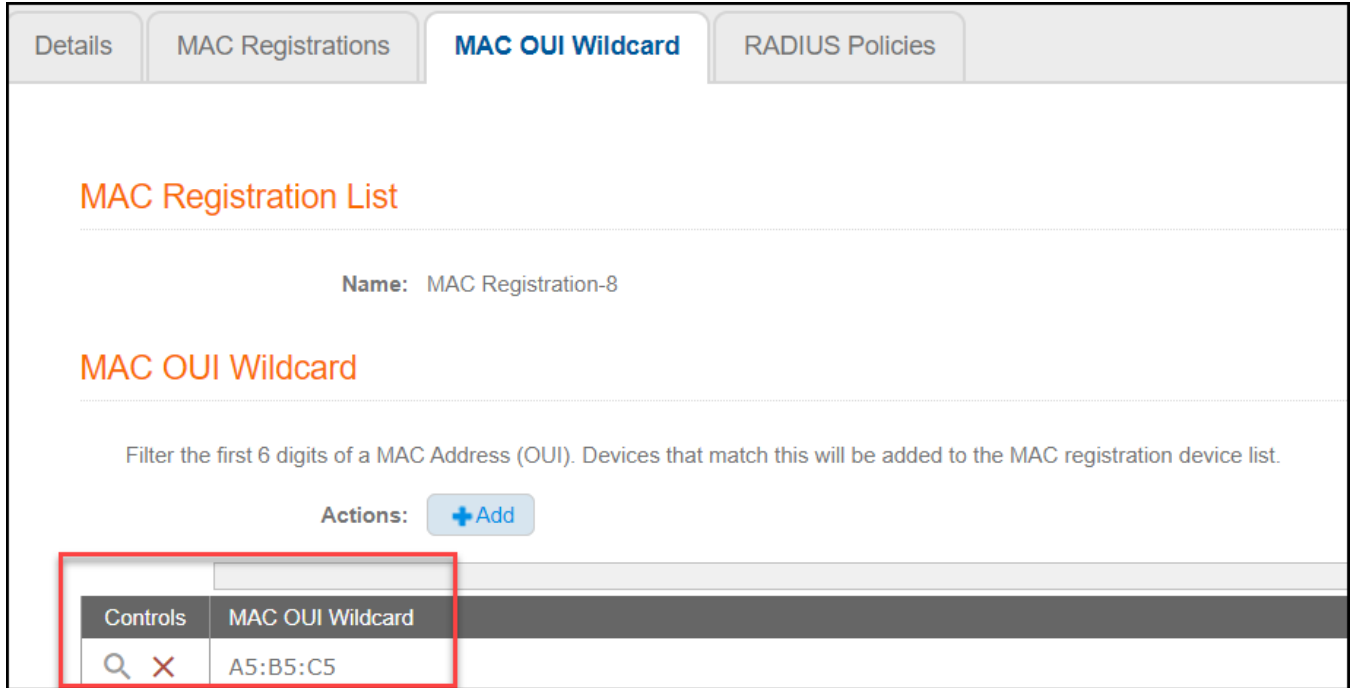 Details MAC Registrations MAC OUI Wildcard RADIUS Policies
MAC Registration List
Name: MAC Registration-8
MAC OUI Wildcard
Filter the first 6 digits of a MAC Address (OUI). Devices that match this will be added to the MAC registration device list.
Actions: Add
Controls MAC OUI Wildcard
A5:B5:C5